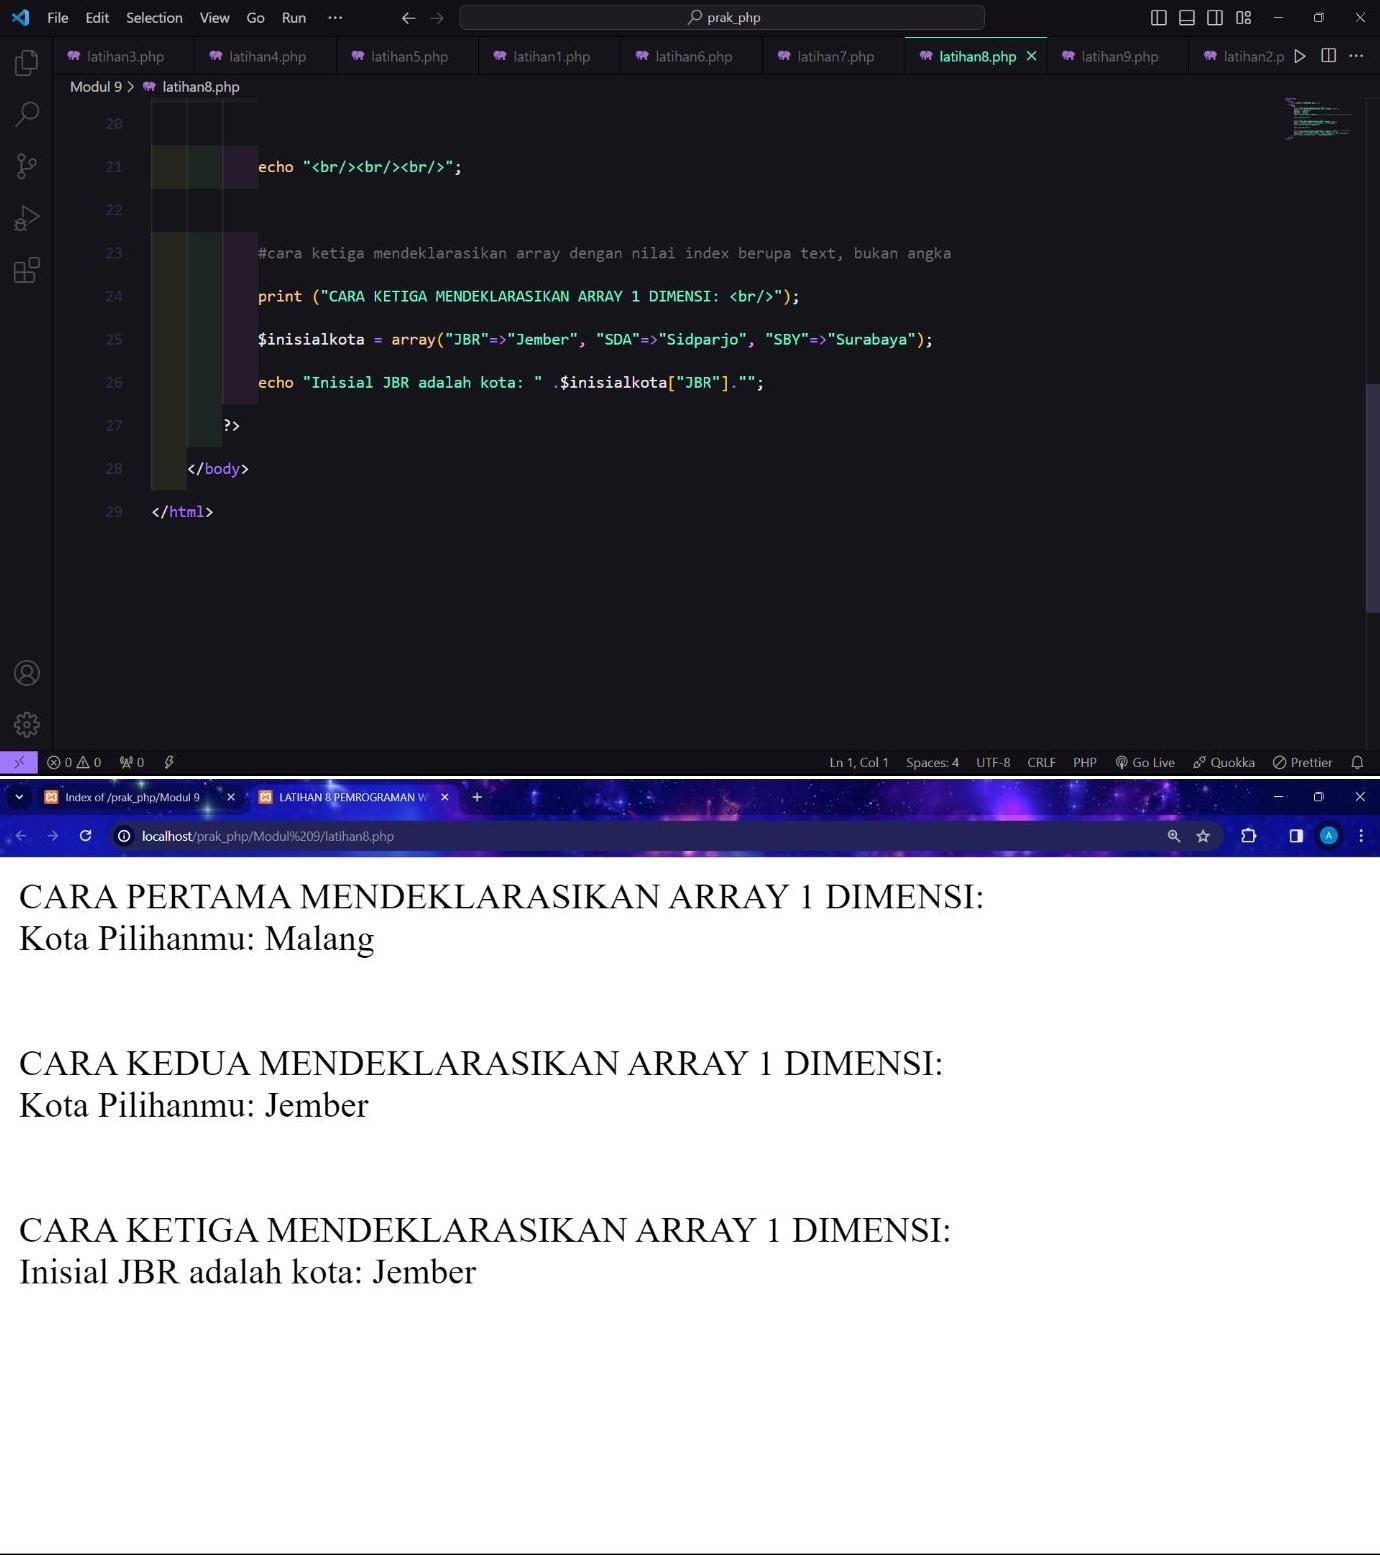 File Edit Selection View Go Run ··· prak_php
latihan3.php latihan4.php latihan5.php latihan1.php latihan6.php latihan7.php latihan8.php latihan9.php latihan2.p
Modul 9 > latihan8.php
20
21 echo "<br/><br/><br/>";
22
23 #cara ketiga mendeklarasikan array dengan nilai index berupa text, bukan angka
24 print ("CARA KETIGA MENDEKLARASIKAN ARRAY 1 DIMENSI: <br/>");
25 $inisialkota = array("JBR"=>"Jember", "SDA"=>"Sidparjo", "SBY"=>"Surabaya");
26 echo "Inisial JBR adalah kota: " .$inisialkota["JBR"]."";
27 ?>
28 </body>
29 </html>
0 0 0 Ln 1, Col 1 Spaces: 4 UTF-8 CRLF PHP Go Live Quokka Prettier
Index of /prak_php/Modul 9 LATIHAN 8 PEMROGRAMAN W
localhost/prak_php/Modul%209/latihan8.php A
CARA PERTAMA MENDEKLARASIKAN ARRAY 1 DIMENSI:
Kota Pilihanmu: Malang
CARA KEDUA MENDEKLARASIKAN ARRAY 1 DIMENSI:
Kota Pilihanmu: Jember
CARA KETIGA MENDEKLARASIKAN ARRAY 1 DIMENSI:
Inisial JBR adalah kota: Jember